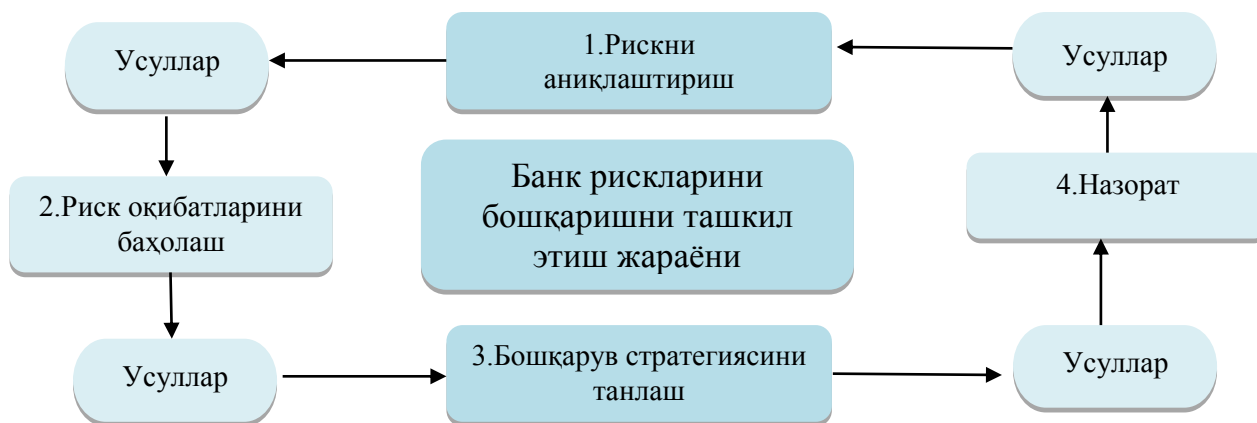 Усуллар
1.Рискни
аниқлаштириш
Усуллар
2.Риск оқибатларини
баҳолаш
Банк рискларини
бошқаришни ташкил
этиш жараёни
4.Назорат
Усуллар
3.Бошқарув стратегиясини
танлаш
Усуллар